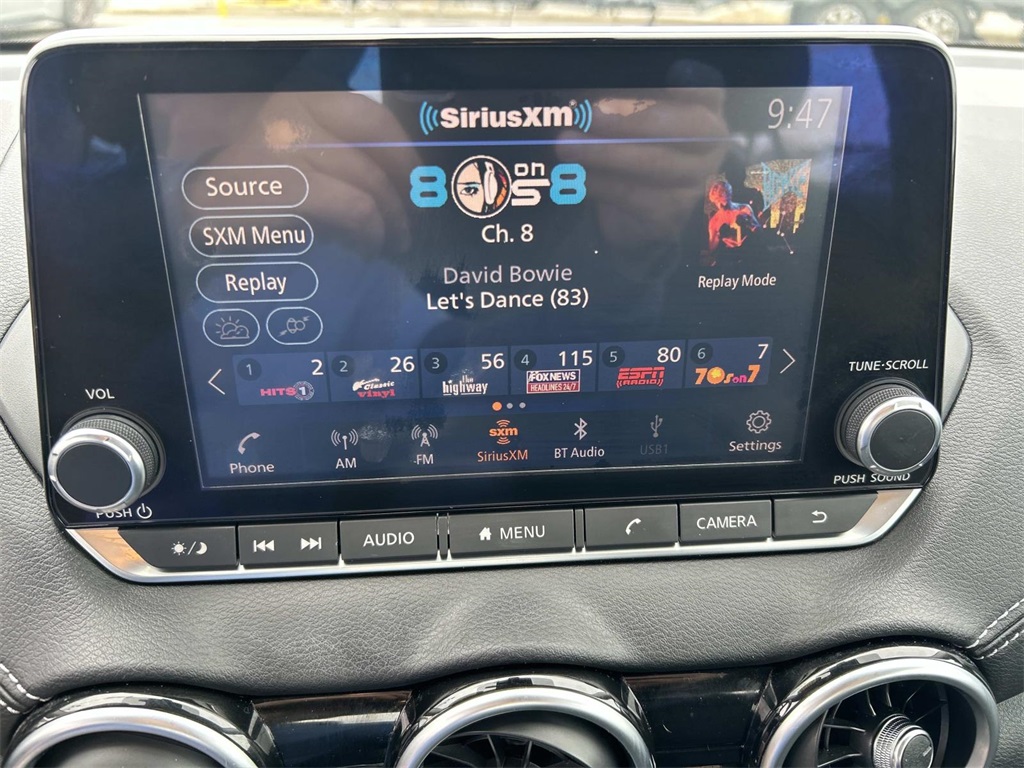 SiriusXm
9:47
Source
8 on 8
80s
SXM Menu
Ch. 8
Replay
David Bowie
Replay Mode
Let's Dance (83)
1 2 2 26 3 56 4 115 5 80 6 7
HITS 1
Classic vinyl
the highway
FOX NEWS
HEADLINES 24/7
ESPN RADIO
70s on 7
Phone
AM
FM
sxm
SiriusXM
BT Audio
USB1
Settings
VOL
PUSH
TUNE·SCROLL
PUSH SOUND
AUDIO
MENU
CAMERA